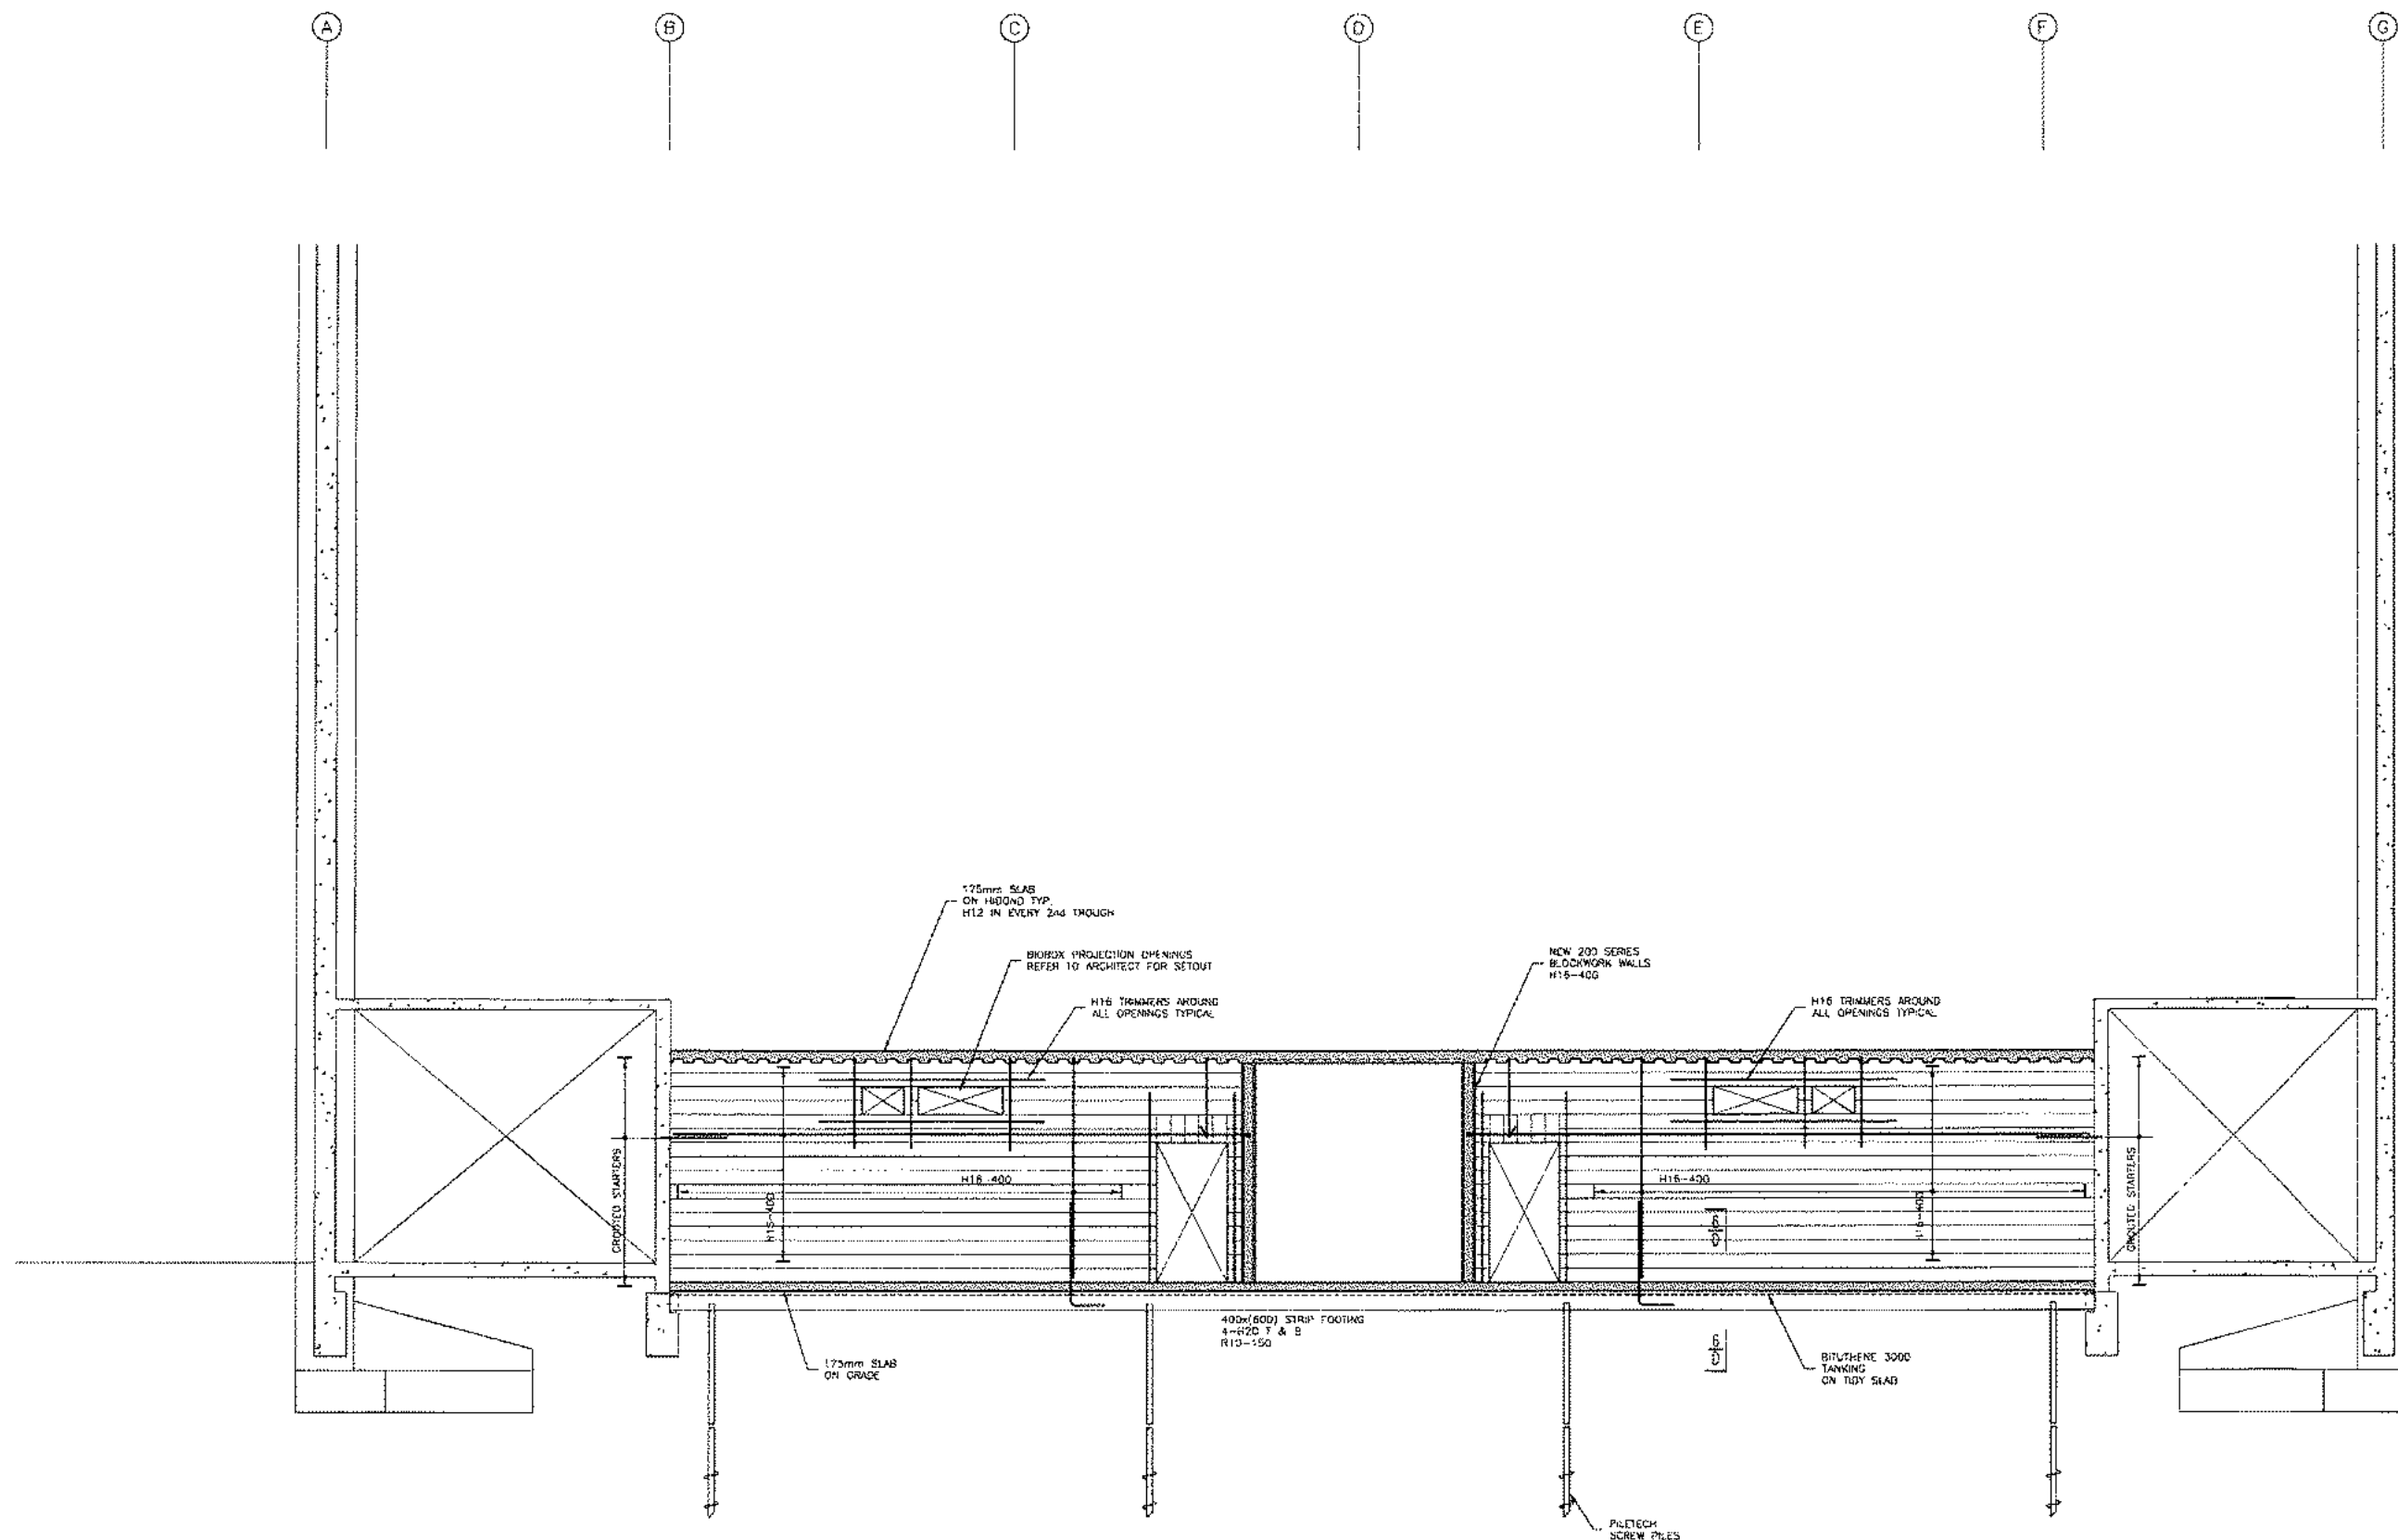 A
B
C
D
E
F
G
175mm SLAB
ON HIBOND TYP.
H12 IN EVERY 2nd TROUGH
BIOBOX PROJECTION OPENINGS
REFER TO ARCHITECT FOR SETOUT
NEW 200 SERIES
BLOCKWORK WALLS
H16-400
H16 TRIMMERS AROUND
ALL OPENINGS TYPICAL
H16 TRIMMERS AROUND
ALL OPENINGS TYPICAL
GROUTED STARTERS
H16-400
H16-400
H16-400
H16-400
GROUTED STARTERS
400x(600) STRIP FOOTING
4-H20 T & B
R10-150
175mm SLAB
ON GRADE
BITUTHENE 3000
TANKING
ON TIDY SLAB
PILETECH
SCREW PILES